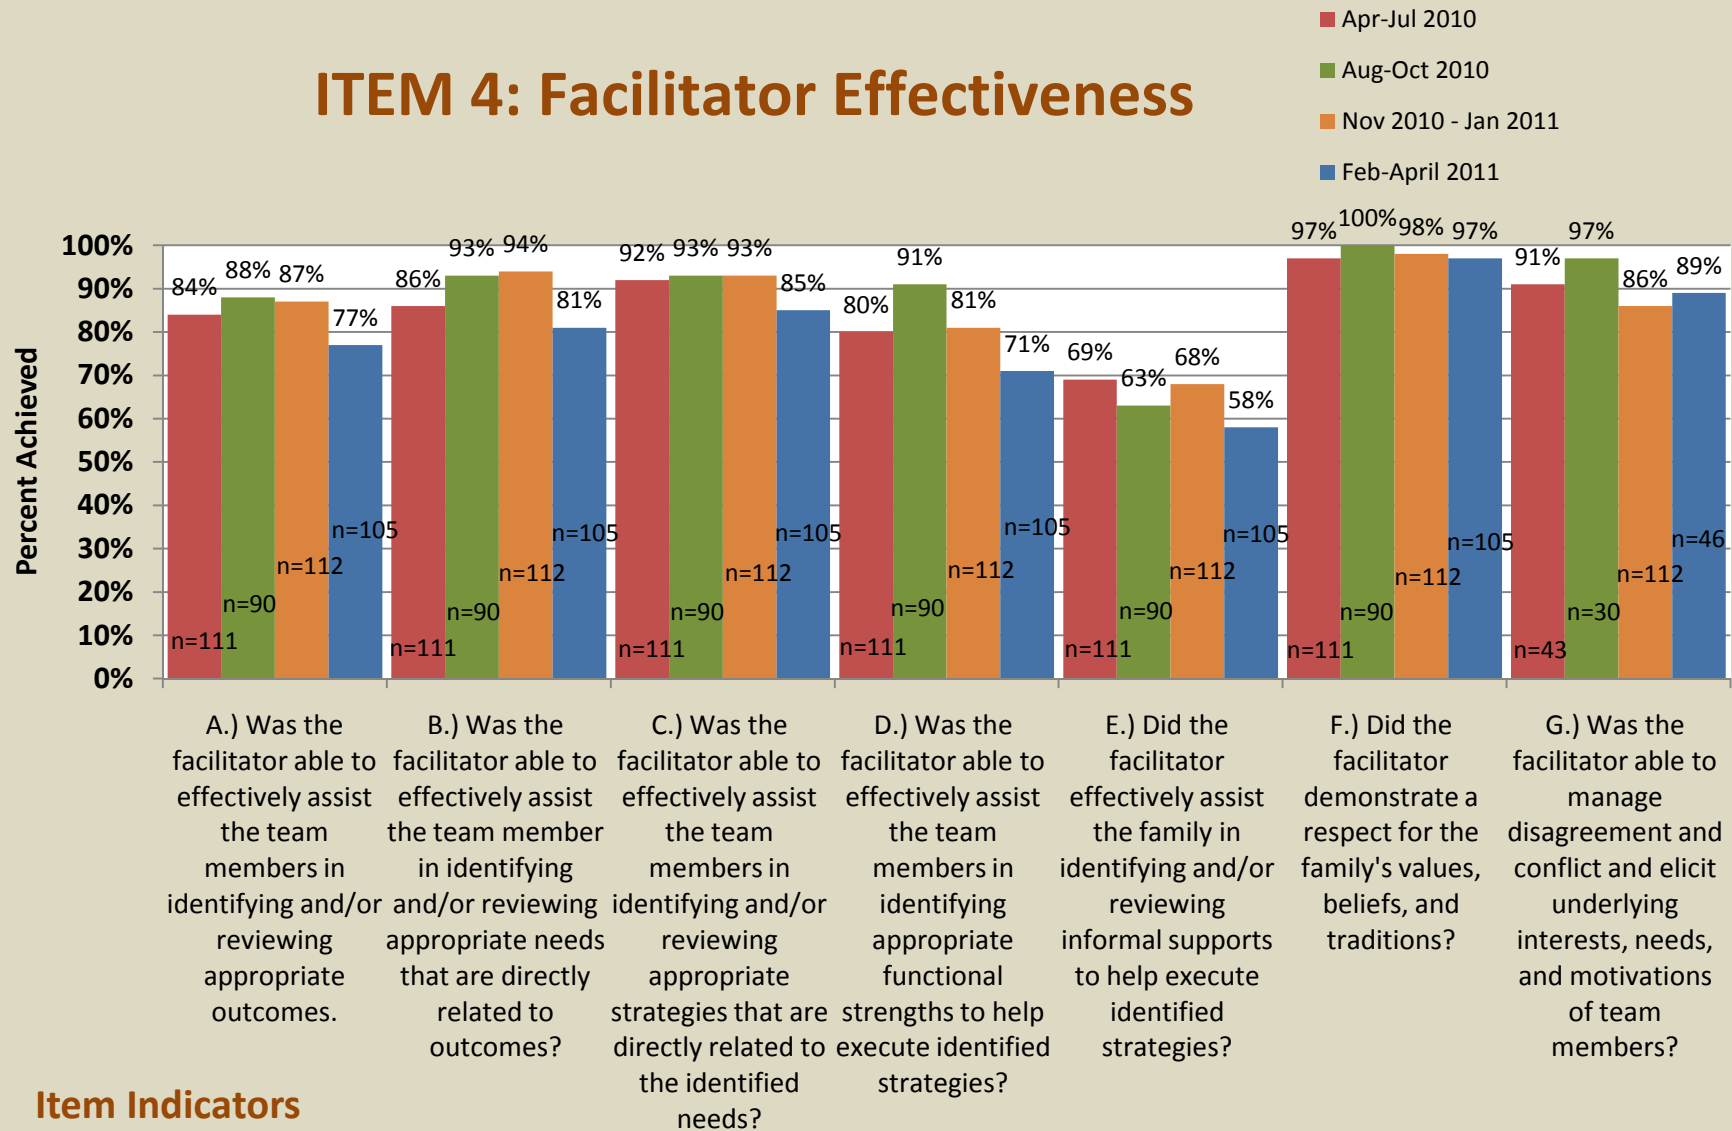 Apr-Jul 2010
Aug-Oct 2010
Nov 2010 - Jan 2011
Feb-April 2011
ITEM 4: Facilitator Effectiveness
Percent Achieved
100%
90%
80%
70%
60%
50%
40%
30%
20%
10%
0%
84% 88% 87% 77%
86% 93% 94% 81%
92% 93% 93% 85%
80% 91% 81% 71%
69% 63% 68% 58%
97% 100% 98% 97%
91% 97% 86% 89%
n=111 n=90 n=112 n=105
n=111 n=90 n=112 n=105
n=111 n=90 n=112 n=105
n=111 n=90 n=112 n=105
n=111 n=90 n=112 n=105
n=111 n=90 n=112 n=105
n=43 n=30 n=112 n=46
A.) Was the
facilitator able to
effectively assist
the team
members in
identifying and/or
reviewing
appropriate
outcomes.
B.) Was the
facilitator able to
effectively assist
the team member
in identifying
and/or reviewing
appropriate needs
that are directly
related to
outcomes?
C.) Was the
facilitator able to
effectively assist
the team
members in
identifying and/or
reviewing
appropriate
strategies that are
directly related to
the identified
needs?
D.) Was the
facilitator able to
effectively assist
the team
members in
identifying
appropriate
functional
strengths to help
execute identified
strategies?
E.) Did the
facilitator
effectively assist
the family in
identifying and/or
reviewing
informal supports
to help execute
identified
strategies?
F.) Did the
facilitator
demonstrate a
respect for the
family's values,
beliefs, and
traditions?
G.) Was the
facilitator able to
manage
disagreement and
conflict and elicit
underlying
interests, needs,
and motivations
of team
members?
Item Indicators